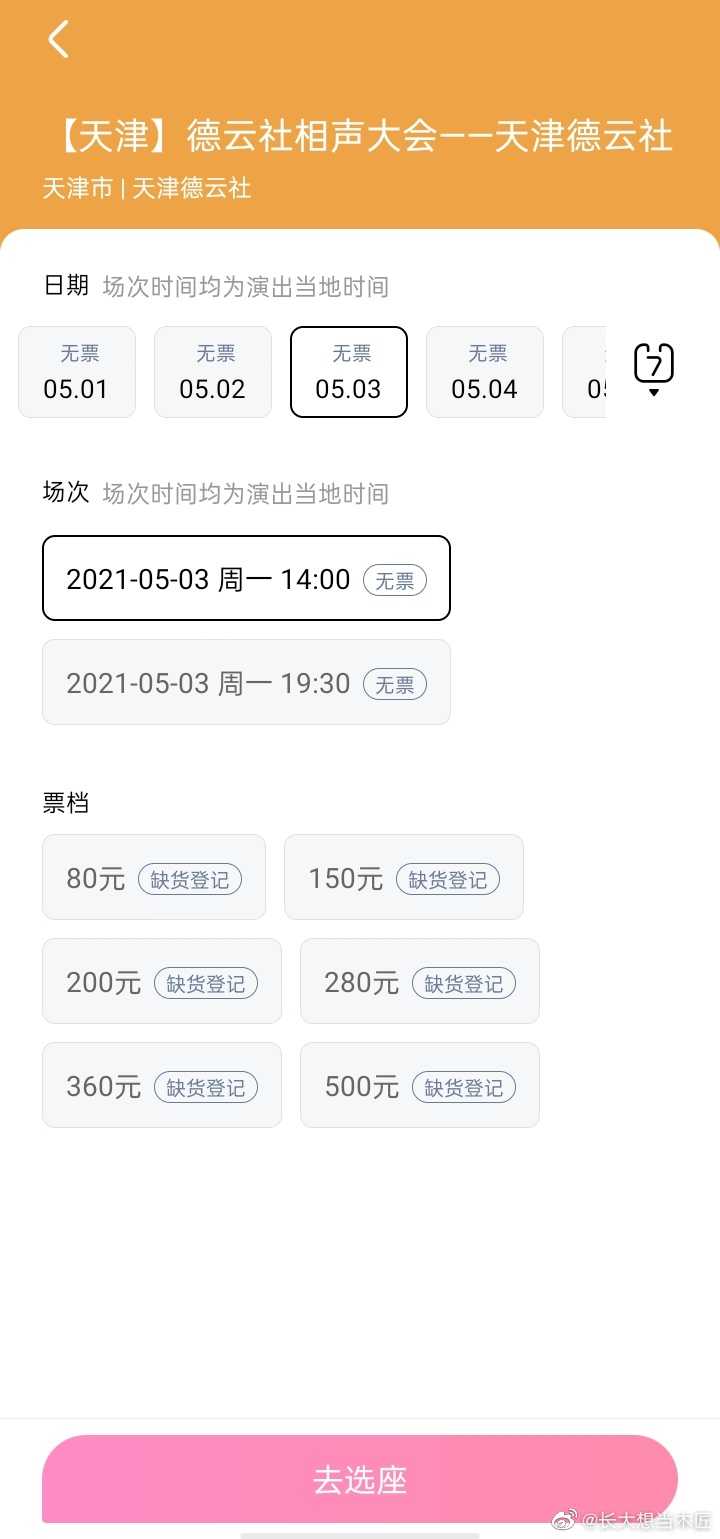 【天津】德云社相声大会——天津德云社
天津市 | 天津德云社
日期 场次时间均为演出当地时间
无票 无票 无票 无票
05.01 05.02 05.03 05.04
7
场次 场次时间均为演出当地时间
2021-05-03 周一 14:00 无票
2021-05-03 周一 19:30 无票
票档
80元 缺货登记 150元 缺货登记
200元 缺货登记 280元 缺货登记
360元 缺货登记 500元 缺货登记
去选座
@长大想当木匠